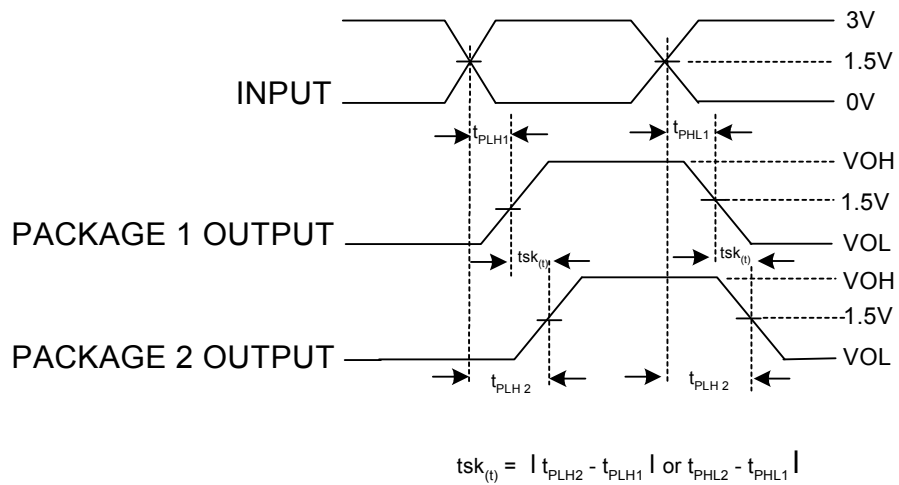 3V
1.5V
INPUT
0V
tPLH1
tPHL1
VOH
1.5V
PACKAGE 1 OUTPUT
VOL
tsk(t)
tsk(t)
VOH
1.5V
PACKAGE 2 OUTPUT
VOL
tPLH 2
tPLH 2
tsk(t) = | tPLH2 - tPLH1 | or tPHL2 - tPHL1 |